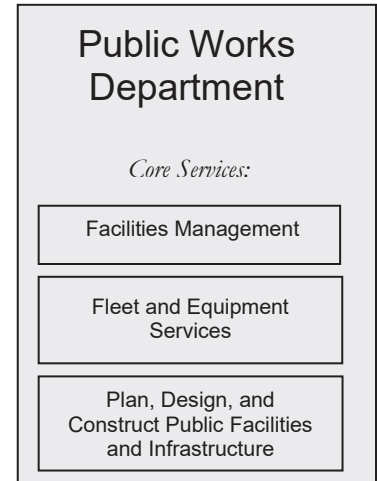 Public Works
Department
Core Services:
Facilities Management
Fleet and Equipment
Services
Plan, Design, and
Construct Public Facilities
and Infrastructure